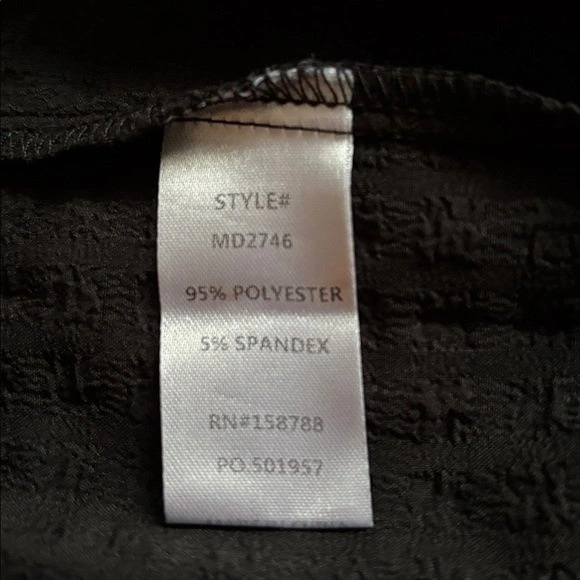 STYLE#
MD2746
95% POLYESTER
5% SPANDEX
RN#158788
PO.501957